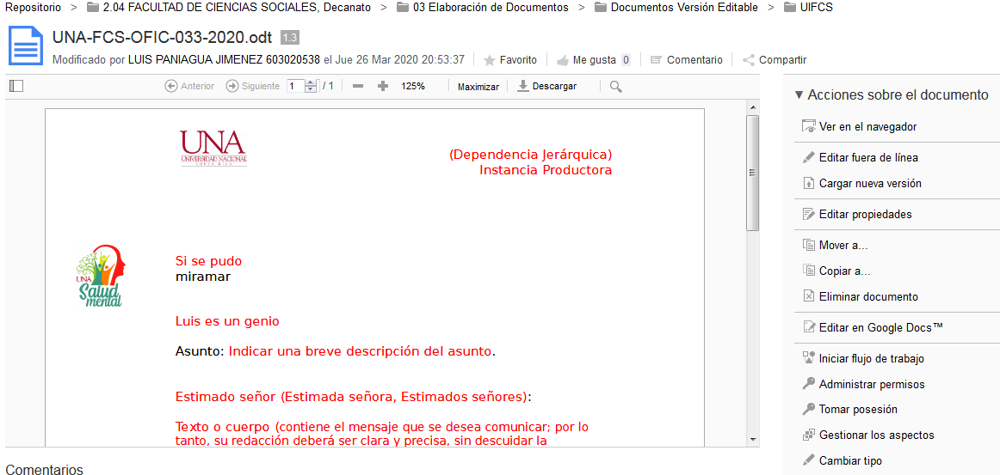 Repositorio > 2.04 FACULTAD DE CIENCIAS SOCIALES, Decanato > 03 Elaboración de Documentos > Documentos Versión Editable > UIFCS
UNA-FCS-OFIC-033-2020.odt 1.3
Modificado por LUIS PANIAGUA JIMENEZ 603020538 el Jue 26 Mar 2020 20:53:37 Favorito Me gusta 0 Comentario Compartir
Anterior Siguiente 1 / 1 125% Maximizar Descargar
UNA
UNIVERSIDAD NACIONAL
COSTA RICA
(Dependencia Jerárquica)
Instancia Productora
UNA
Salud
mental
Si se pudo
miramar
Luis es un genio
Asunto: Indicar una breve descripción del asunto.
Estimado señor (Estimada señora, Estimados señores):
Texto o cuerpo (contiene el mensaje que se desea comunicar; por lo
tanto, su redacción deberá ser clara y precisa, sin descuidar la
Comentarios
Acciones sobre el documento
Ver en el navegador
Editar fuera de línea
Cargar nueva versión
Editar propiedades
Mover a...
Copiar a...
Eliminar documento
Editar en Google Docs™
Iniciar flujo de trabajo
Administrar permisos
Tomar posesión
Gestionar los aspectos
Cambiar tipo